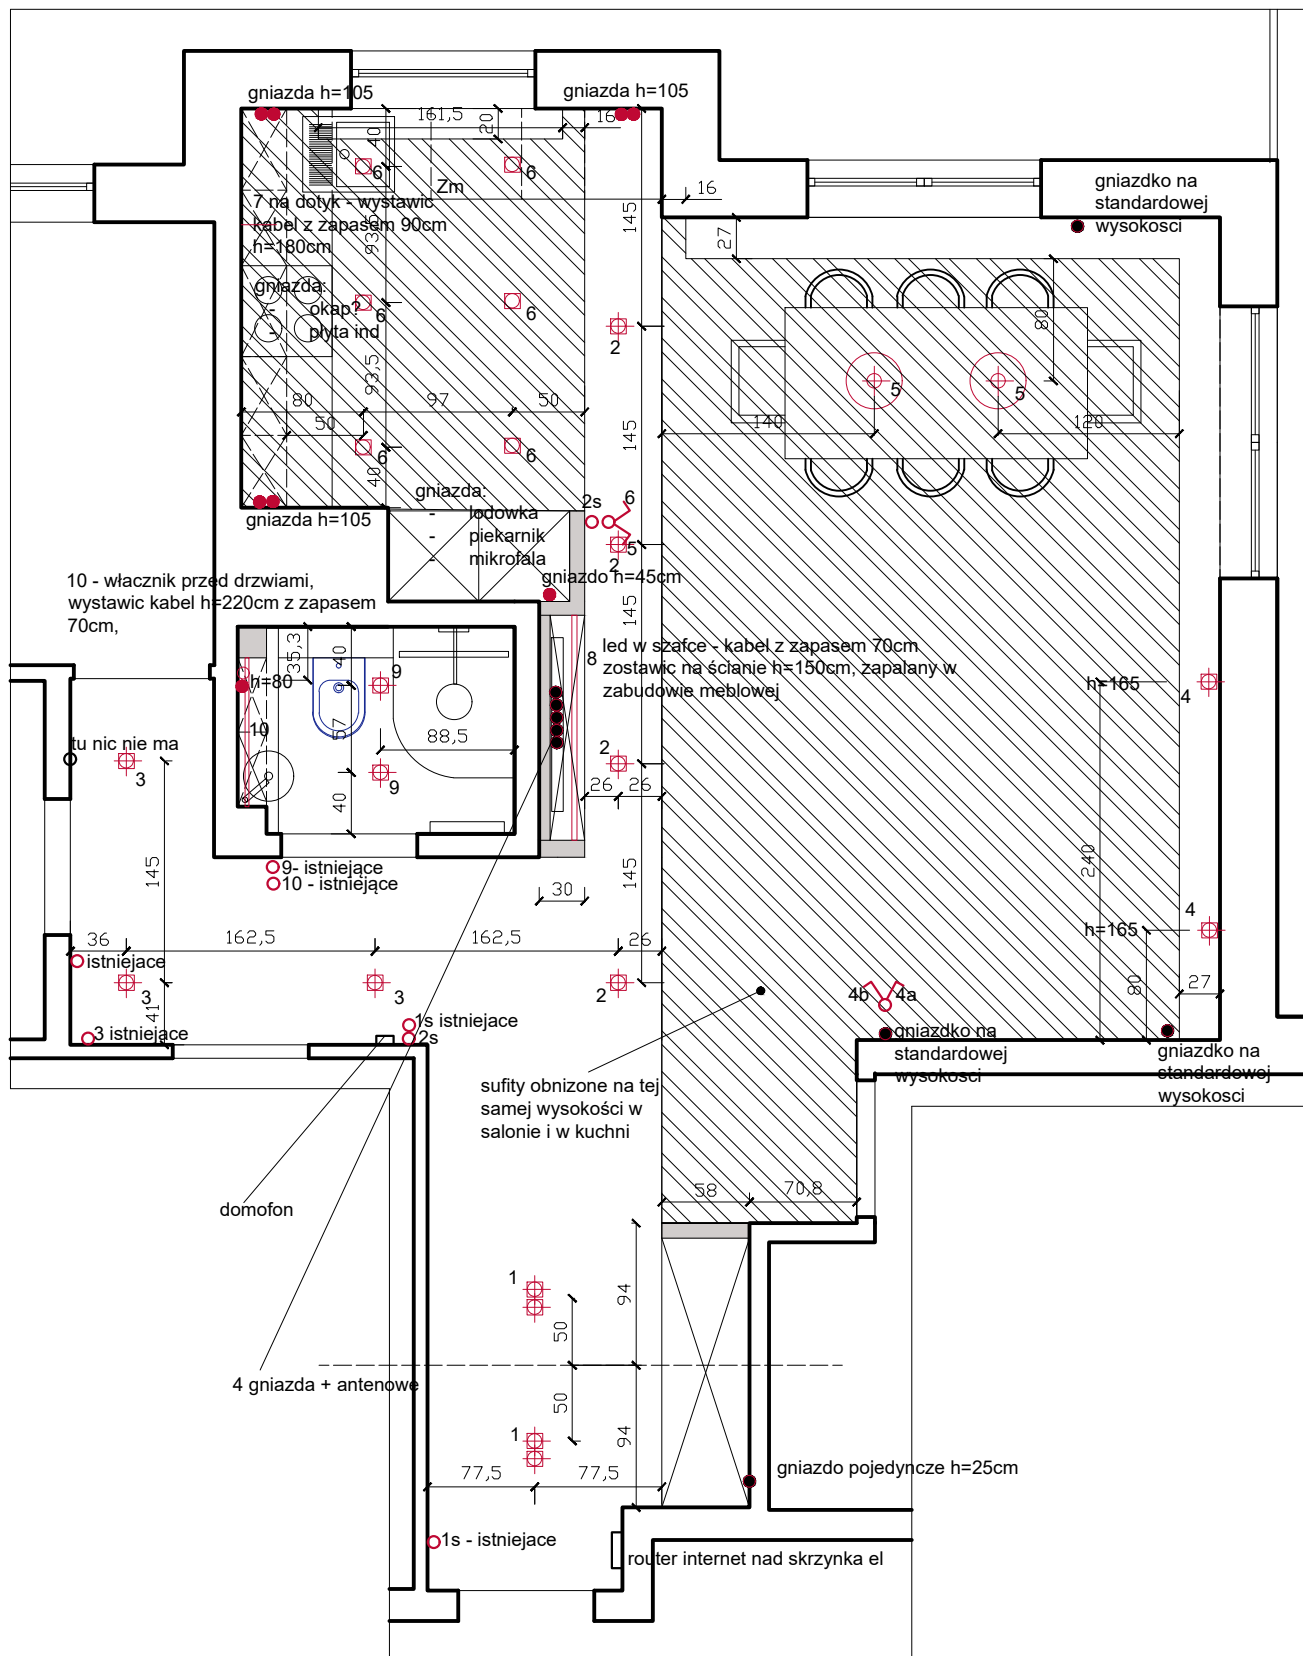 gniazda h=105
gniazda h=105
161,5
20
16
40
6
6
Zm
16
7 na dotyk - wystawic
kabel z zapasem 90cm
h=180cm
93,5
145
27
gniazdko na
standardowej
wysokosci
gniazda:
- okap?
- płyta ind
6
6
2
80
93,5
80
97
50
50
145
5
5
140
120
6
6
40
gniazda h=105
gniazda:
- lodowka
- piekarnik
- mikrofala
2s
6
5
2
gniazdo h=45cm
10 - włacznik przed drzwiami,
wystawic kabel h=220cm z zapasem
70cm,
145
led w szafce - kabel z zapasem 70cm
zostawic na ścianie h=150cm, zapalany w
zabudowie meblowej
8
35,3
40
9
h=80
57
88,5
10
9
40
h=165
4
tu nic nie ma
3
2
26
26
145
9- istniejące
10 - istniejące
30
145
240
36
162,5
162,5
26
istniejace
h=165
4
3
3
2
41
80
27
4b
4a
1s istniejace
2s
3 istniejace
gniazdko na
standardowej
wysokosci
gniazdko na
standardowej
wysokosci
sufity obnizone na tej
samej wysokości w
salonie i w kuchni
domofon
58
70,8
1
94
50
4 gniazda + antenowe
50
94
1
77,5
77,5
gniazdo pojedyncze h=25cm
1s - istniejace
router internet nad skrzynka el